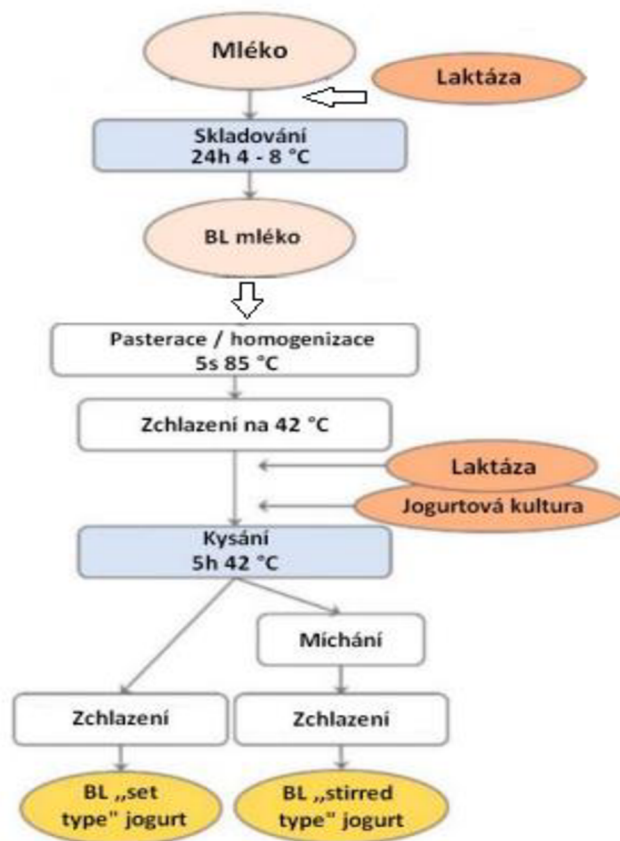 Mléko
Laktáza
Skladování
24h 4 - 8 °C
BL mléko
Pasterace / homogenizace
5s 85 °C
Zchlazení na 42 °C
Laktáza
Jogurtová kultura
Kysání
5h 42 °C
Míchání
Zchlazení
Zchlazení
BL „set
type" jogurt
BL „stirred
type" jogurt